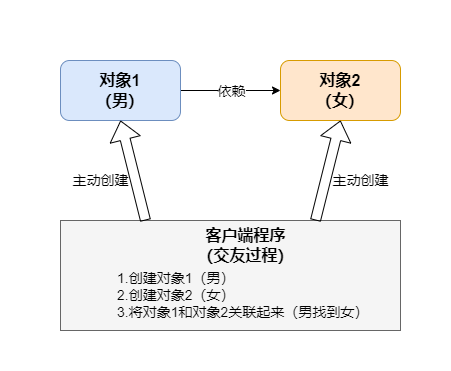 对象1
（男）
依赖
对象2
（女）
主动创建
主动创建
客户端程序
(交友过程)
1.创建对象1（男）
2.创建对象2（女）
3.将对象1和对象2关联起来（男找到女）